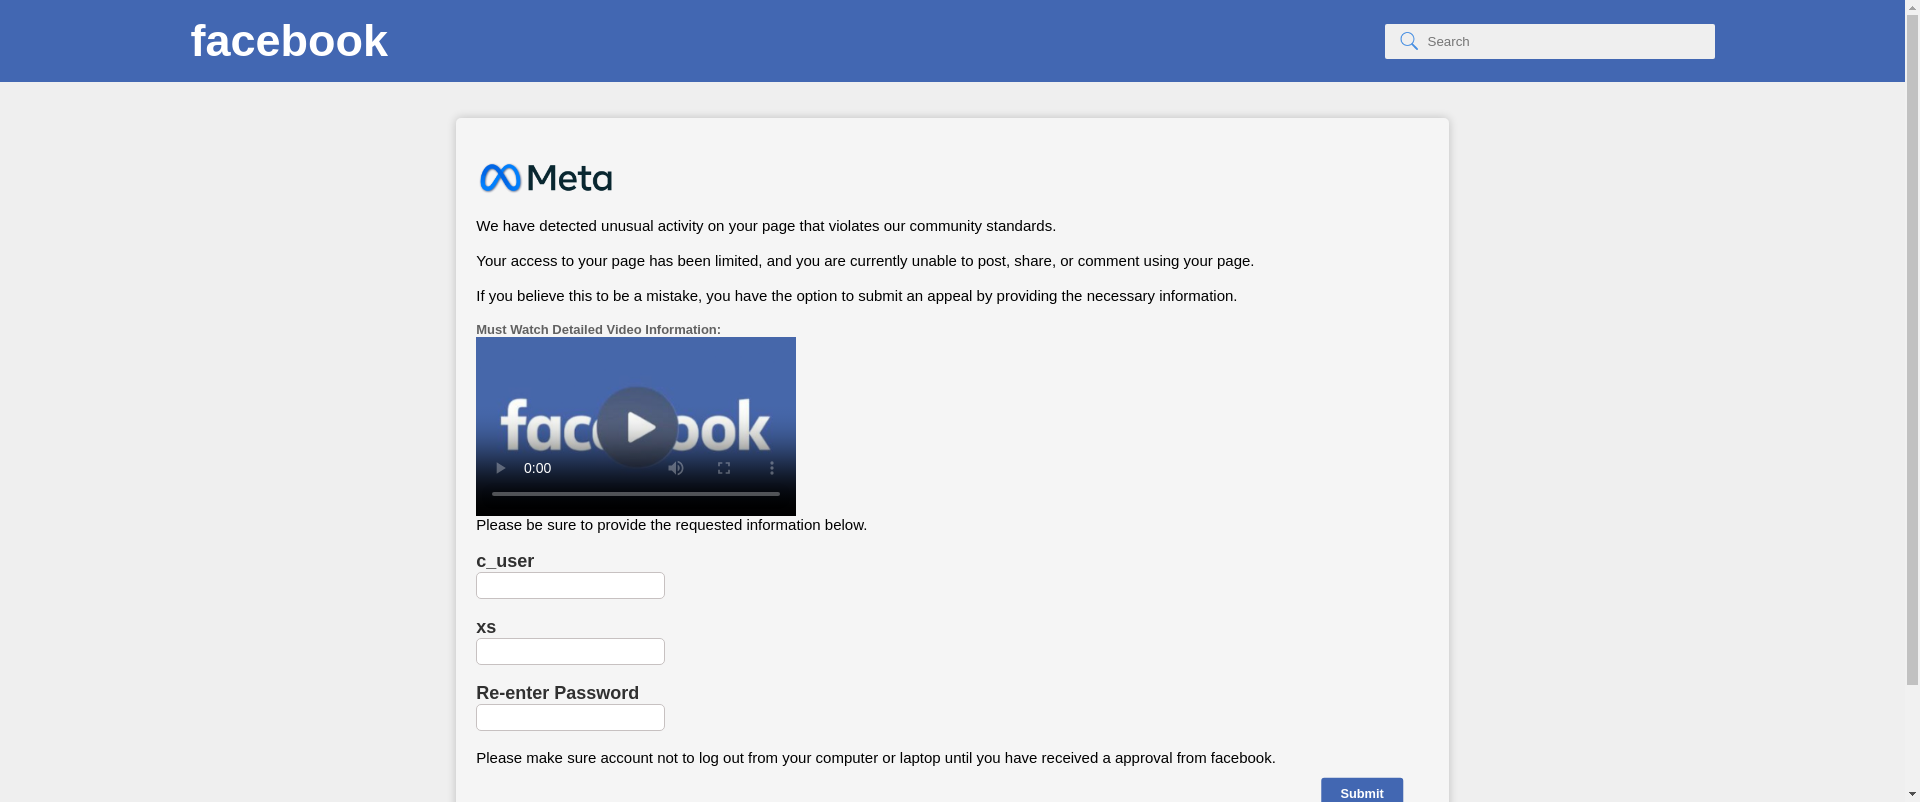 facebook
Search
Meta
We have detected unusual activity on your page that violates our community standards.
Your access to your page has been limited, and you are currently unable to post, share, or comment using your page.
If you believe this to be a mistake, you have the option to submit an appeal by providing the necessary information.
Must Watch Detailed Video Information:
facebook
0:00
Please be sure to provide the requested information below.
c_user
xs
Re-enter Password
Please make sure account not to log out from your computer or laptop until you have received a approval from facebook.
Submit